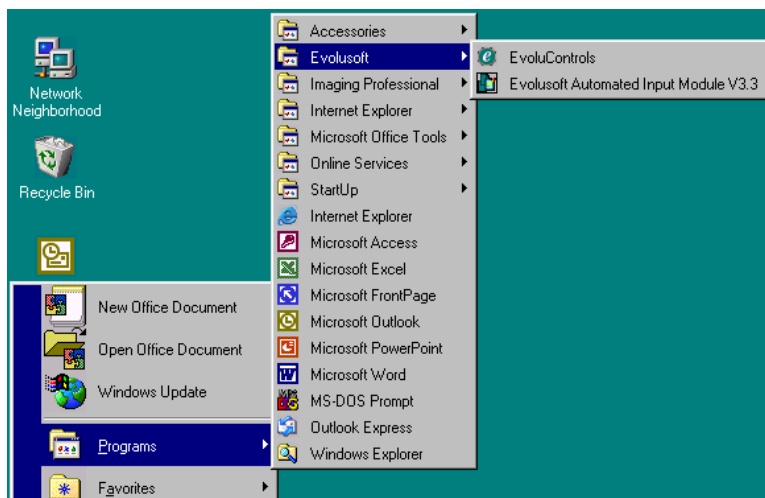 Network
Neighborhood
Recycle Bin
New Office Document
Open Office Document
Windows Update
Programs
Favorites
Accessories
Evolusoft
Imaging Professional
Internet Explorer
Microsoft Office Tools
Online Services
StartUp
Internet Explorer
Microsoft Access
Microsoft Excel
Microsoft FrontPage
Microsoft Outlook
Microsoft PowerPoint
Microsoft Word
MS-DOS Prompt
Outlook Express
Windows Explorer
EvoluControls
Evolusoft Automated Input Module V3.3